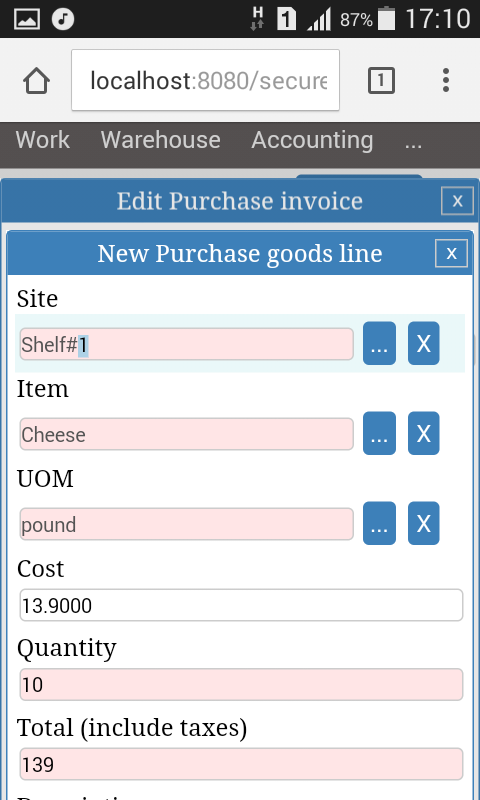 H 1 87% 17:10
localhost:8080/secure 1
Work Warehouse Accounting ...
Edit Purchase invoice x
New Purchase goods line x
Site
Shelf#1 ... X
Item
Cheese ... X
UOM
pound ... X
Cost
13.9000
Quantity
10
Total (include taxes)
139